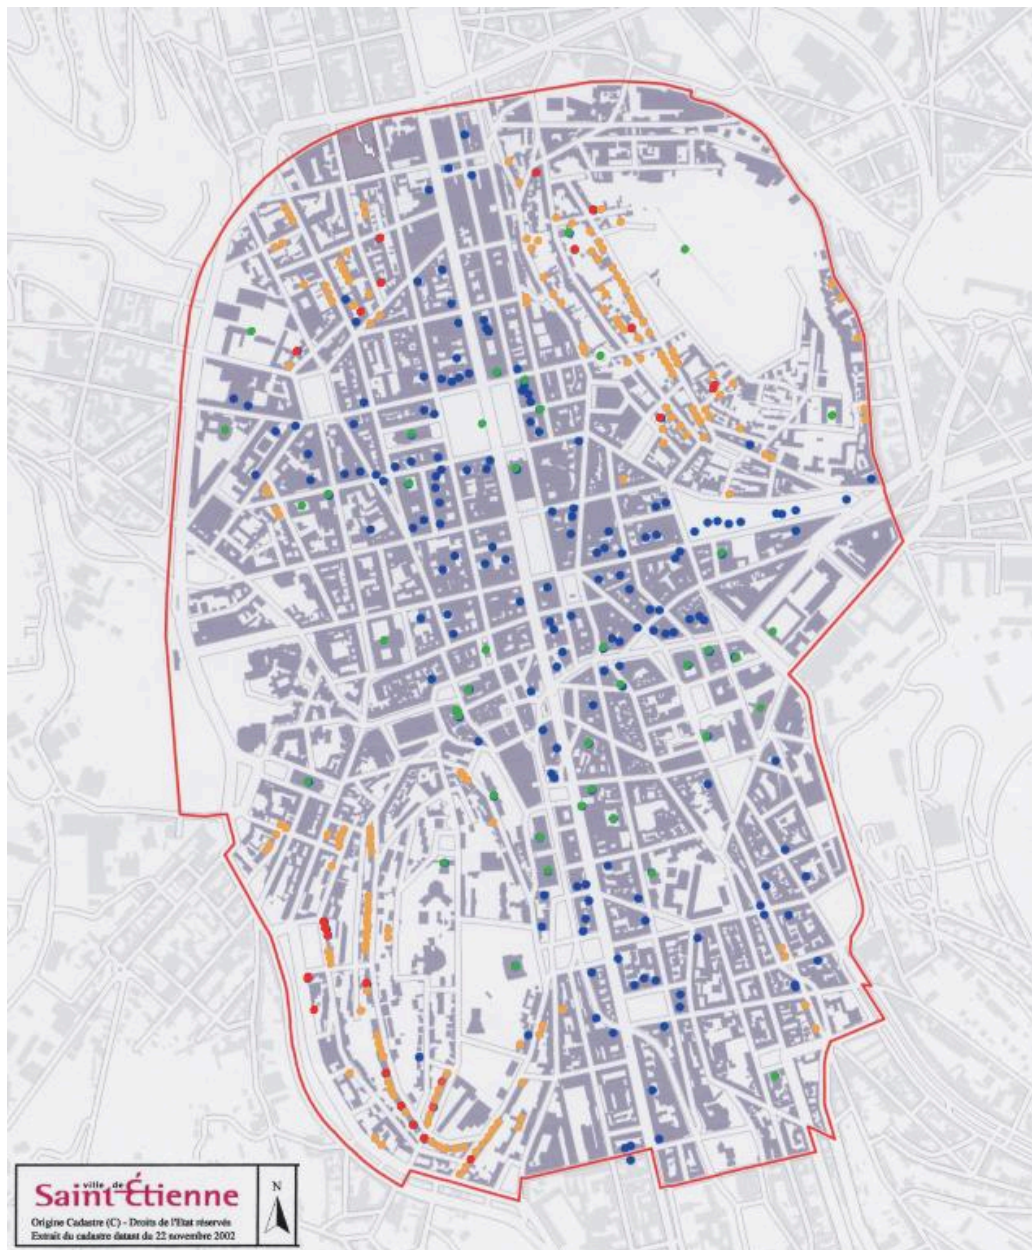 ville de
Saint-Étienne
Origine Cadastre (C) - Droits de l'Etat réservés
Extrait du cadastre datant du 22 novembre 2002
N